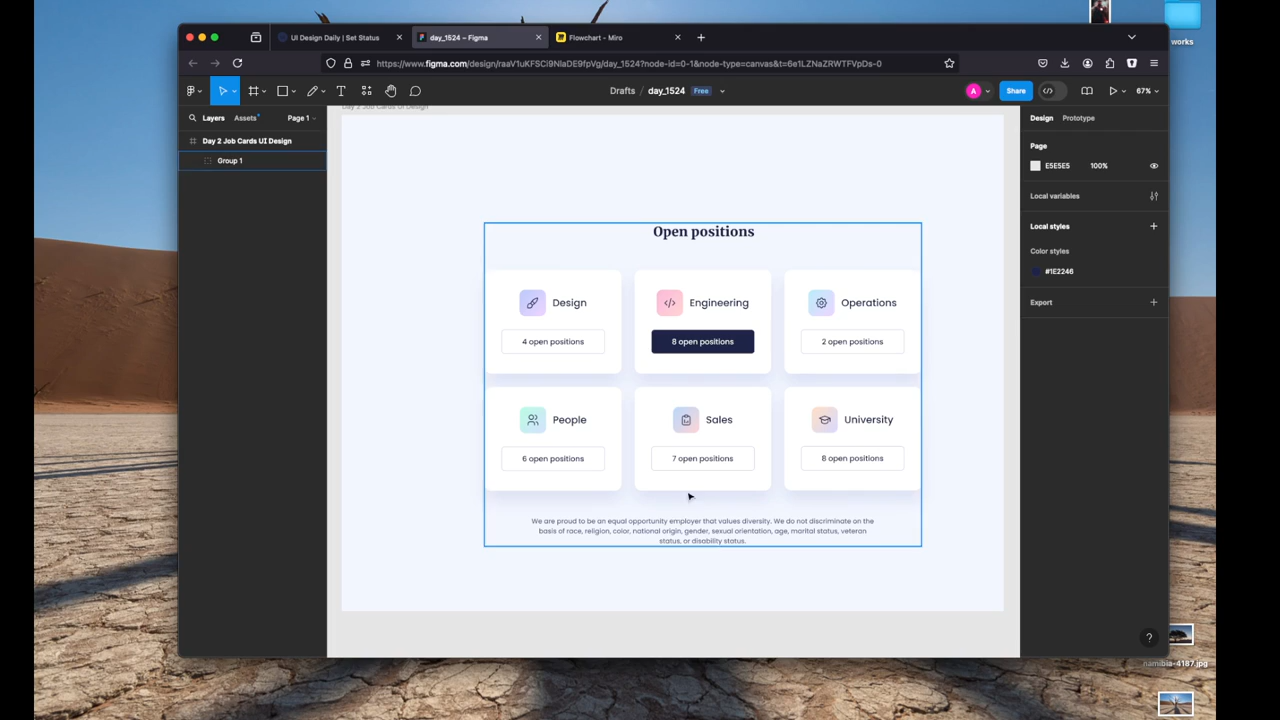 works
UI Design Daily | Set Status
day_1524 – Figma
Flowchart - Miro
https://www.figma.com/design/raaV1uKFSCi9NlaDE9fpVg/day_1524?node-id=0-1&node-type=canvas&t=6e1LZNaZRWTFVpDs-0
Drafts / day_1524 Free
A
Share
67%
Layers
Assets
Page 1
Day 2 Job Cards UI Design
Group 1
Day 2 Job Cards UI Design
Open positions
Design
4 open positions
Engineering
8 open positions
Operations
2 open positions
People
6 open positions
Sales
7 open positions
University
8 open positions
We are proud to be an equal opportunity employer that values diversity. We do not discriminate on the
basis of race, religion, color, national origin, gender, sexual orientation, age, marital status, veteran
status, or disability status.
Design
Prototype
Page
E5E5E5
100%
Local variables
Local styles
Color styles
#1E2246
Export
?
namibia-4187.jpg